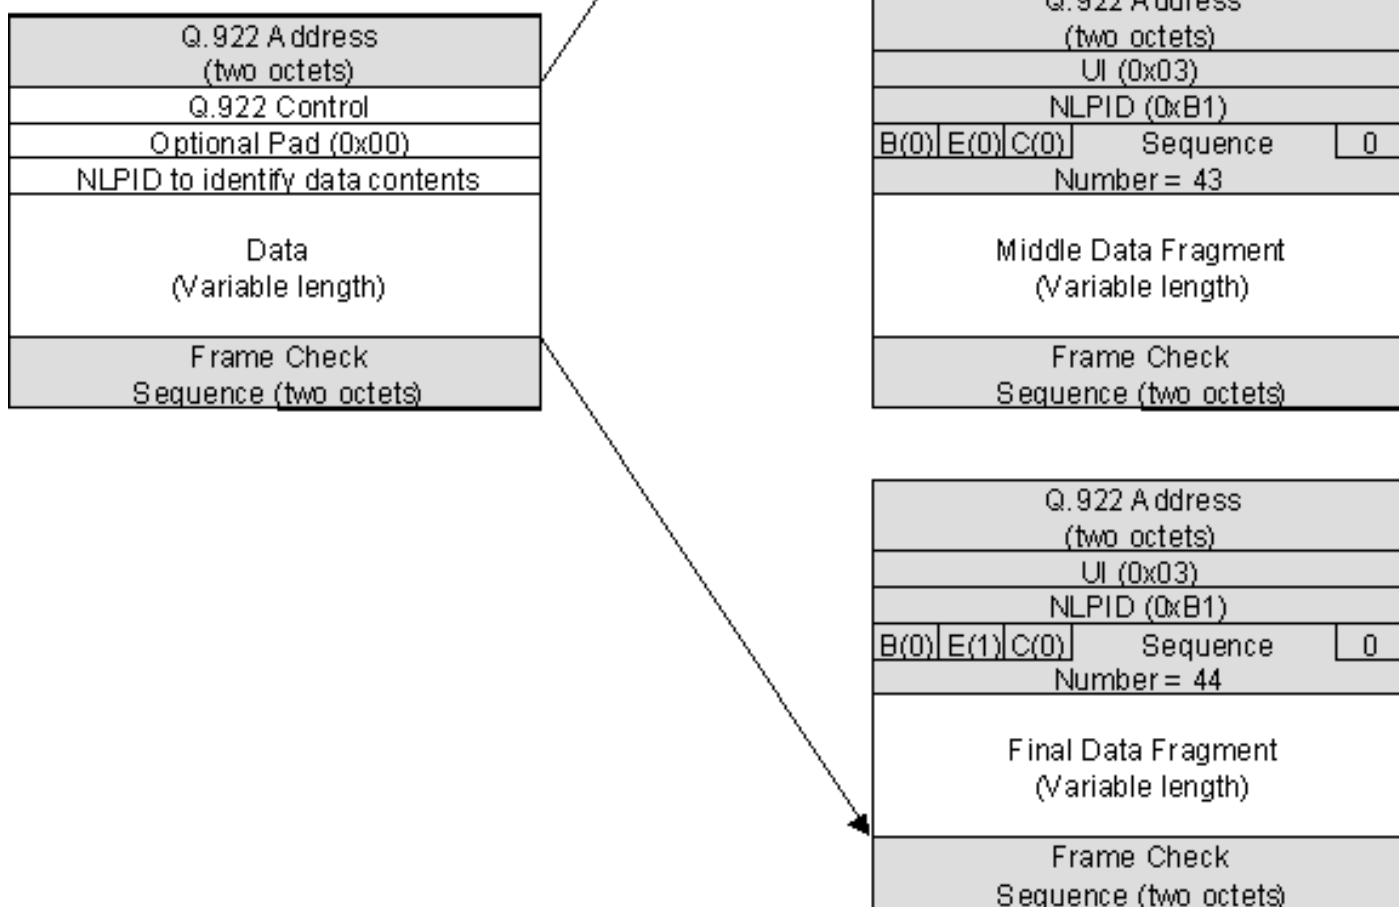 Q.922 Address
(two octets)
Q.922 Control
Optional Pad (0x00)
NLPID to identify data contents
Data
(Variable length)
Frame Check
Sequence (two octets)
Q.922 Address
(two octets)
UI (0x03)
NLPID (0xB1)
B(0) E(0) C(0) Sequence 0
Number = 43
Middle Data Fragment
(Variable length)
Frame Check
Sequence (two octets)
Q.922 Address
(two octets)
UI (0x03)
NLPID (0xB1)
B(0) E(1) C(0) Sequence 0
Number = 44
Final Data Fragment
(Variable length)
Frame Check
Sequence (two octets)